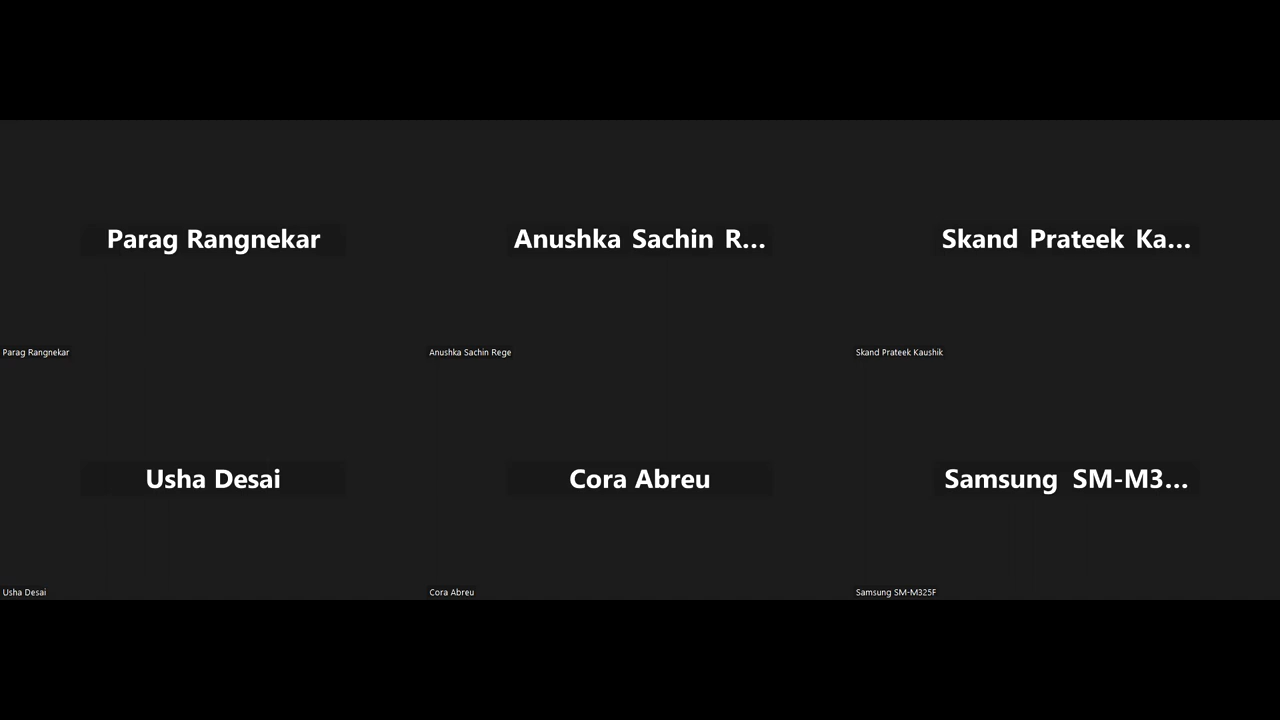 Parag Rangnekar
Anushka Sachin R...
Skand Prateek Ka...
Parag Rangnekar
Anushka Sachin Rege
Skand Prateek Kaushik
Usha Desai
Cora Abreu
Samsung SM-M3...
Usha Desai
Cora Abreu
Samsung SM-M325F